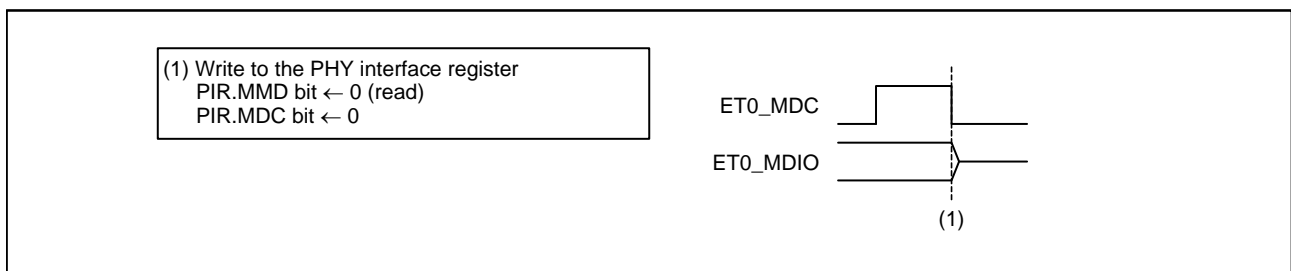 (1) Write to the PHY interface register
PIR.MMD bit ← 0 (read)
PIR.MDC bit ← 0
ET0_MDC
ET0_MDIO
(1)